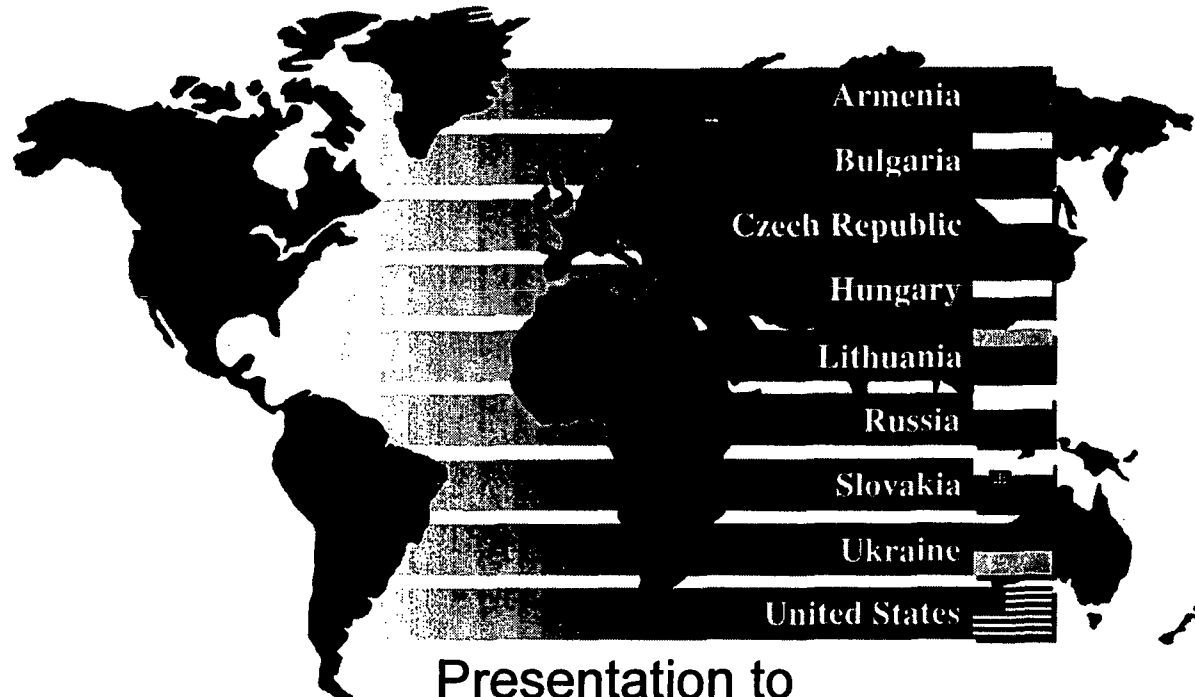 Armenia
Bulgaria
Czech Republic
Hungary
Lithuania
Russia
Slovakia
Ukraine
United States
Presentation to